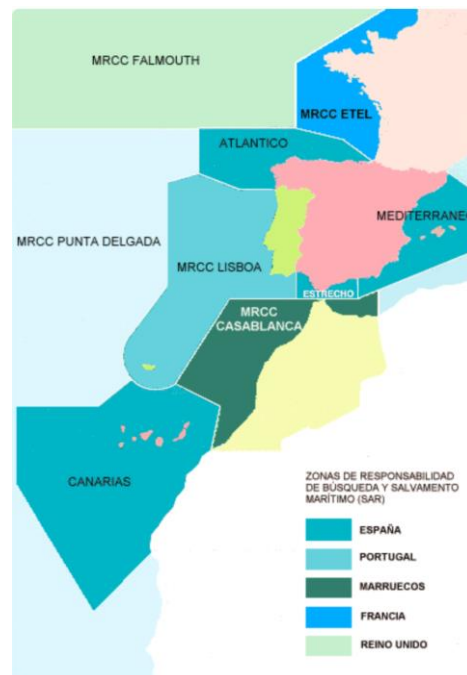 MRCC FALMOUTH
MRCC ETEL
ATLANTICO
MEDITERRANEO
MRCC PUNTA DELGADA
MRCC LISBOA
ESTRECHO
MRCC
CASABLANCA
CANARIAS
ZONAS DE RESPONSABILIDAD
DE BÚSQUEDA Y SALVAMENTO
MARÍTIMO (SAR)
ESPAÑA
PORTUGAL
MARRUECOS
FRANCIA
REINO UNIDO